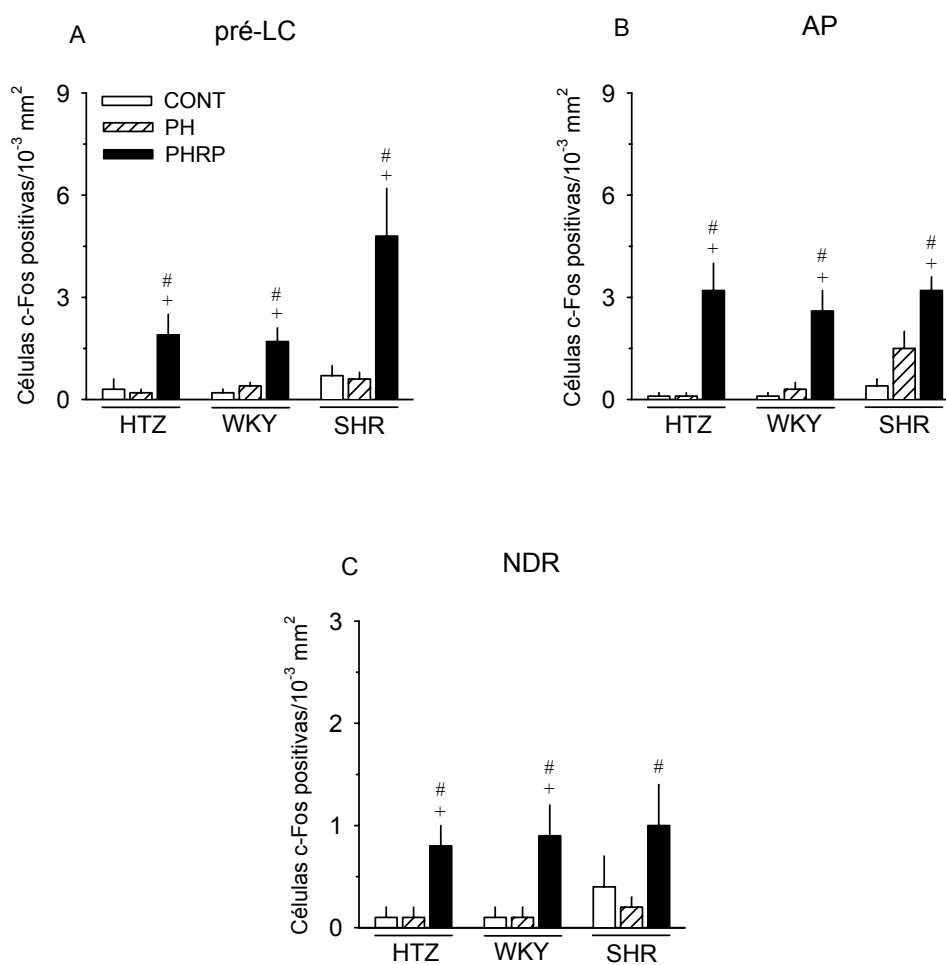 A
pré-LC
Células c-Fos positivas/10⁻³ mm²
9
6
3
0
CONT
PH
PHRP
#
+
#
+
#
+
HTZ
WKY
SHR
B
AP
Células c-Fos positivas/10⁻³ mm²
9
6
3
0
#
+
#
+
#
+
HTZ
WKY
SHR
C
NDR
Células c-Fos positivas/10⁻³ mm²
3
2
1
0
#
+
#
+
#
HTZ
WKY
SHR